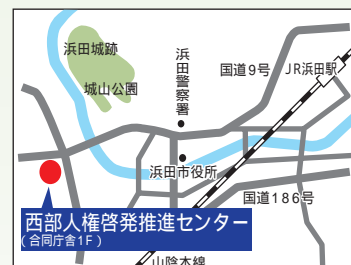 浜田城跡
城山公園
浜田警察署
国道9号
JR浜田駅
浜田市役所
国道186号
西部人権啓発推進センター
(合同庁舎1F)
山陰本線